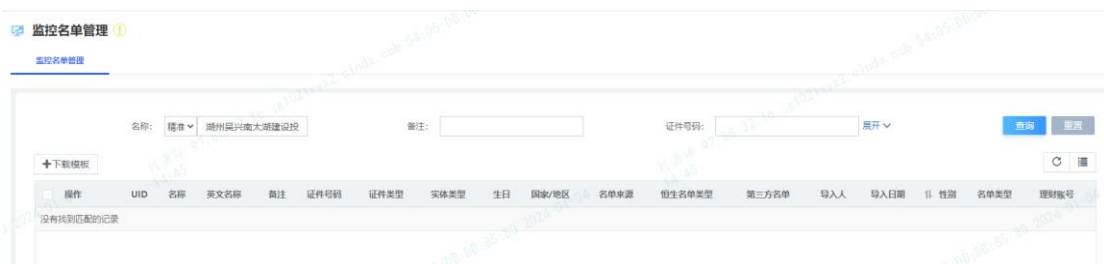 监控名单管理
监控名单管理
名称: 精准 湖州吴兴南太湖建设投 备注: 证件号码: 展开 查询 重置
+下载模板
操作 UID 名称 英文名称 备注 证件号码 证件类型 实体类型 生日 国家/地区 名单来源 恒生名单类型 第三方名单 导入人 导入日期 性别 名单类型 理财账号
没有找到匹配的记录